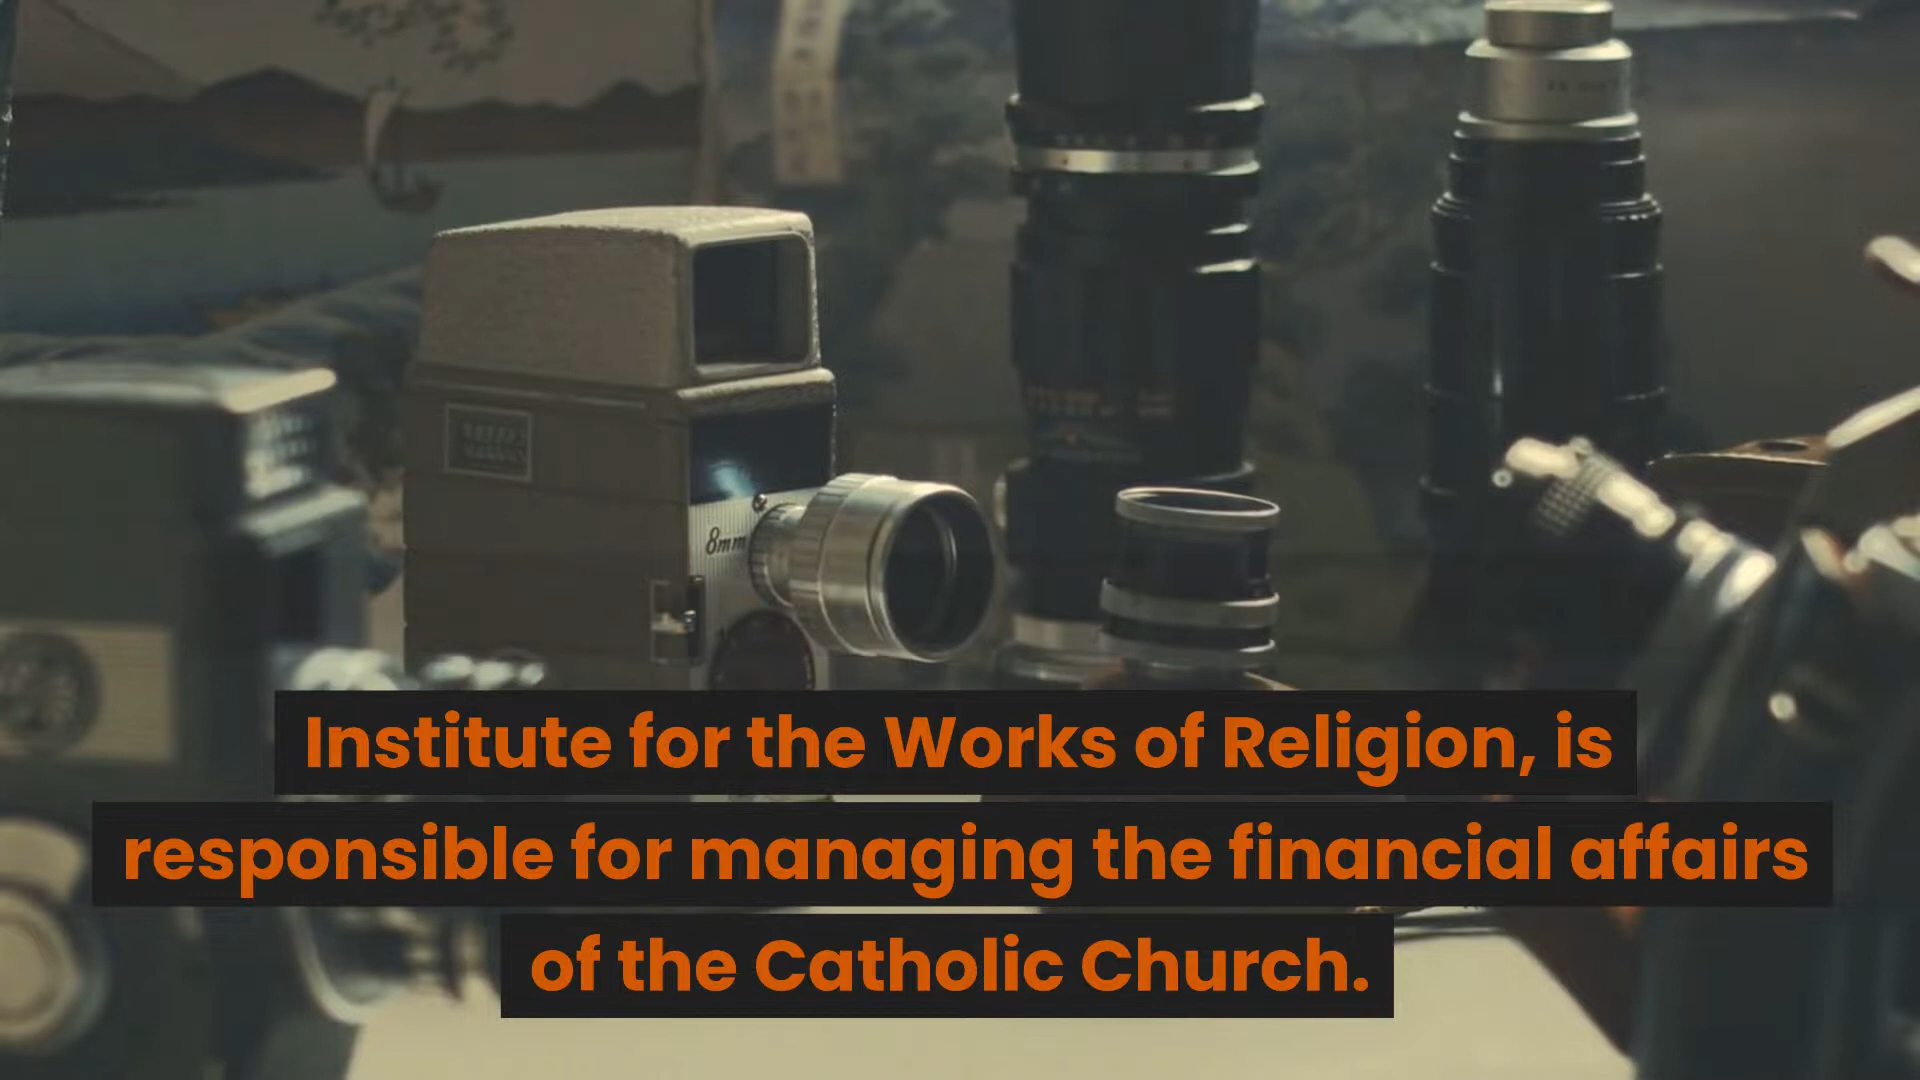 8mm
Institute for the Works of Religion, is
responsible for managing the financial affairs
of the Catholic Church.